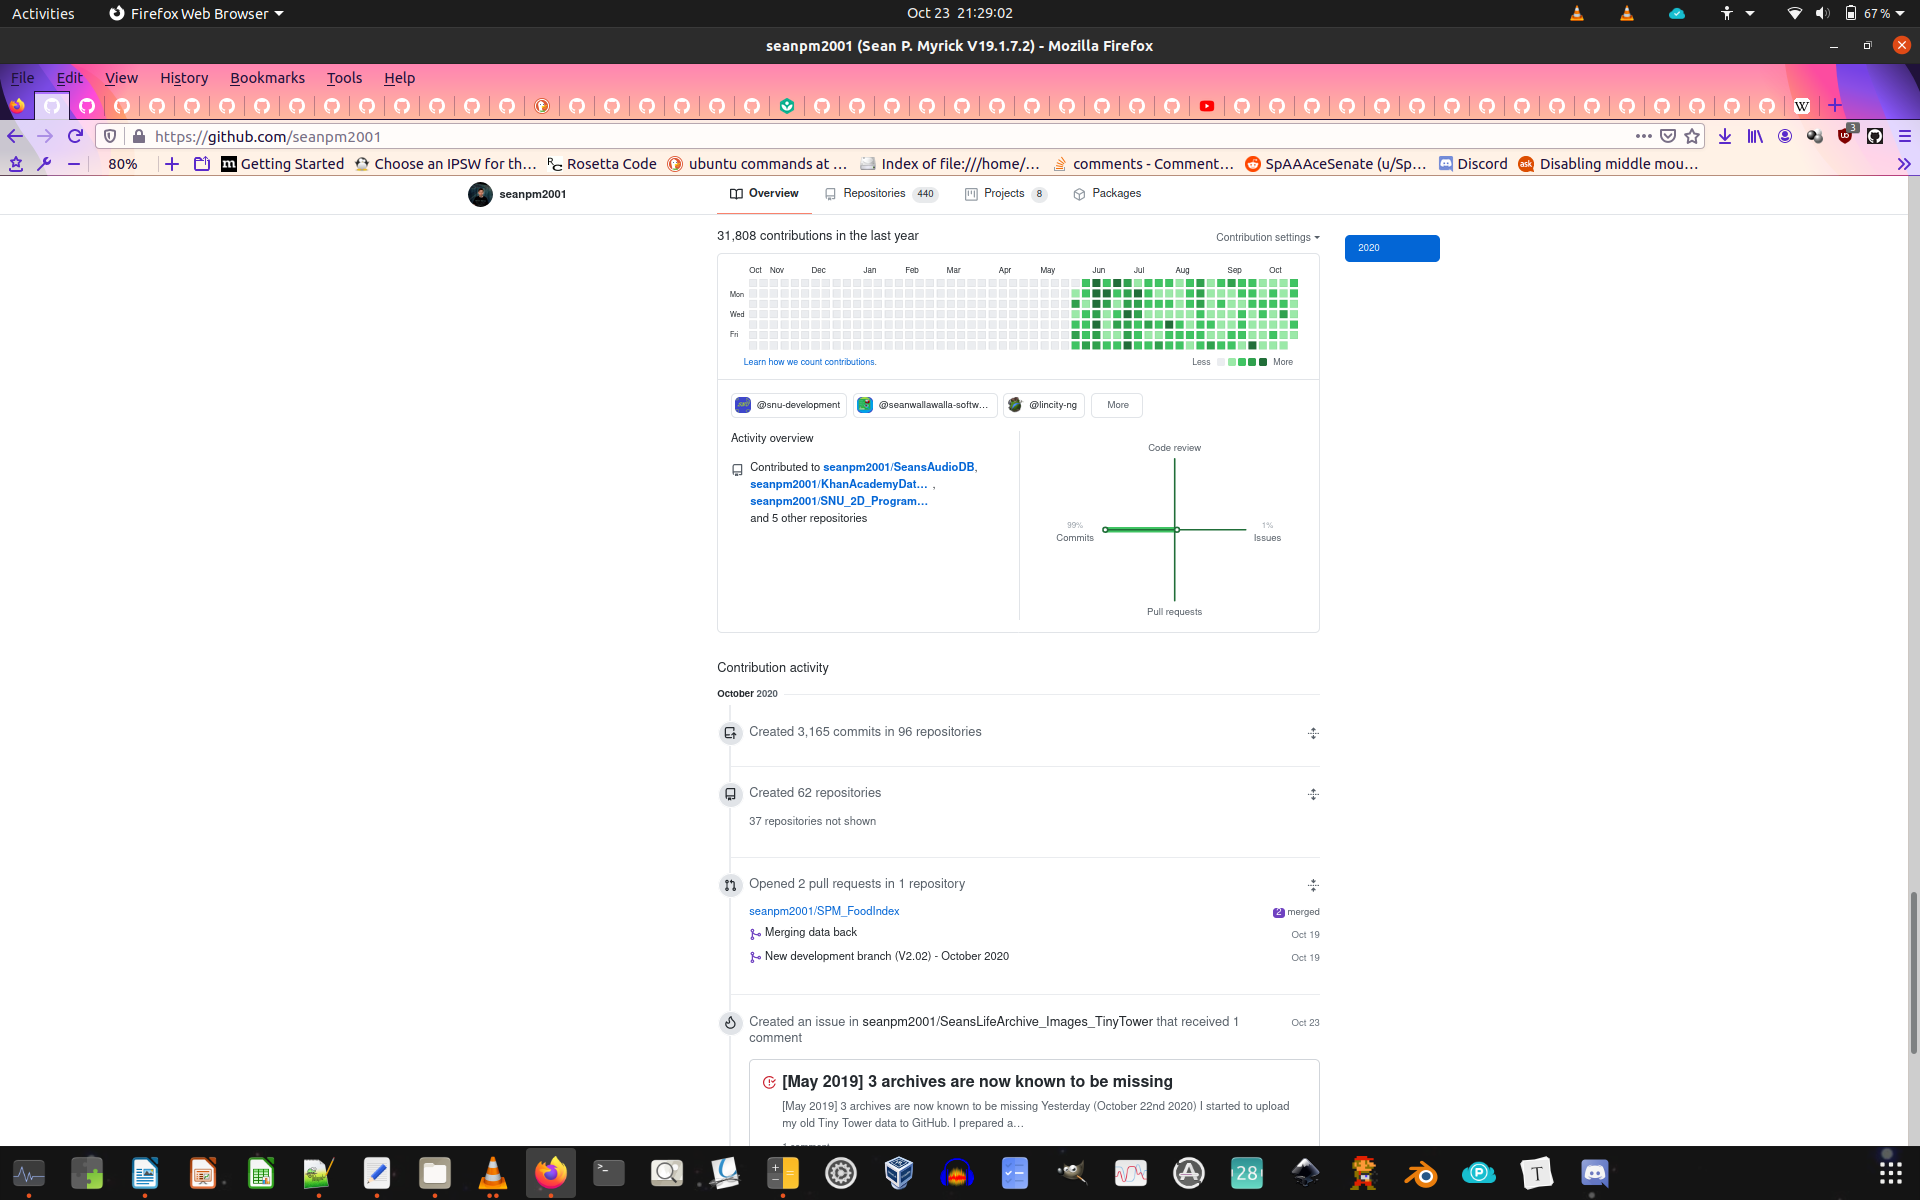 Activities
Firefox Web Browser
Oct 23 21:29:02
67 %
seanpm2001 (Sean P. Myrick V19.1.7.2) - Mozilla Firefox
File Edit View History Bookmarks Tools Help
W
https://github.com/seanpm2001
3
80%
Getting Started
Choose an IPSW for th…
Rosetta Code
ubuntu commands at …
Index of file:///home/…
comments - Comment…
SpAAAceSenate (u/Sp…
Discord
Disabling middle mou…
seanpm2001
Overview
Repositories 440
Projects 8
Packages
31,808 contributions in the last year
Contribution settings
2020
Oct Nov Dec Jan Feb Mar Apr May Jun Jul Aug Sep Oct
Mon
Wed
Fri
Learn how we count contributions.
Less
More
@snu-development
@seanwallawalla-softw…
@lincity-ng
More
Activity overview
Contributed to seanpm2001/SeansAudioDB,
seanpm2001/KhanAcademyDat… ,
seanpm2001/SNU_2D_Program…
and 5 other repositories
Code review
99%
Commits
1%
Issues
Pull requests
Contribution activity
October 2020
Created 3,165 commits in 96 repositories
Created 62 repositories
37 repositories not shown
Opened 2 pull requests in 1 repository
seanpm2001/SPM_FoodIndex
2 merged
Merging data back
Oct 19
New development branch (V2.02) - October 2020
Oct 19
Created an issue in seanpm2001/SeansLifeArchive_Images_TinyTower that received 1
comment
Oct 23
[May 2019] 3 archives are now known to be missing
[May 2019] 3 archives are now known to be missing Yesterday (October 22nd 2020) I started to upload
my old Tiny Tower data to GitHub. I prepared a…
1 comment
28
T